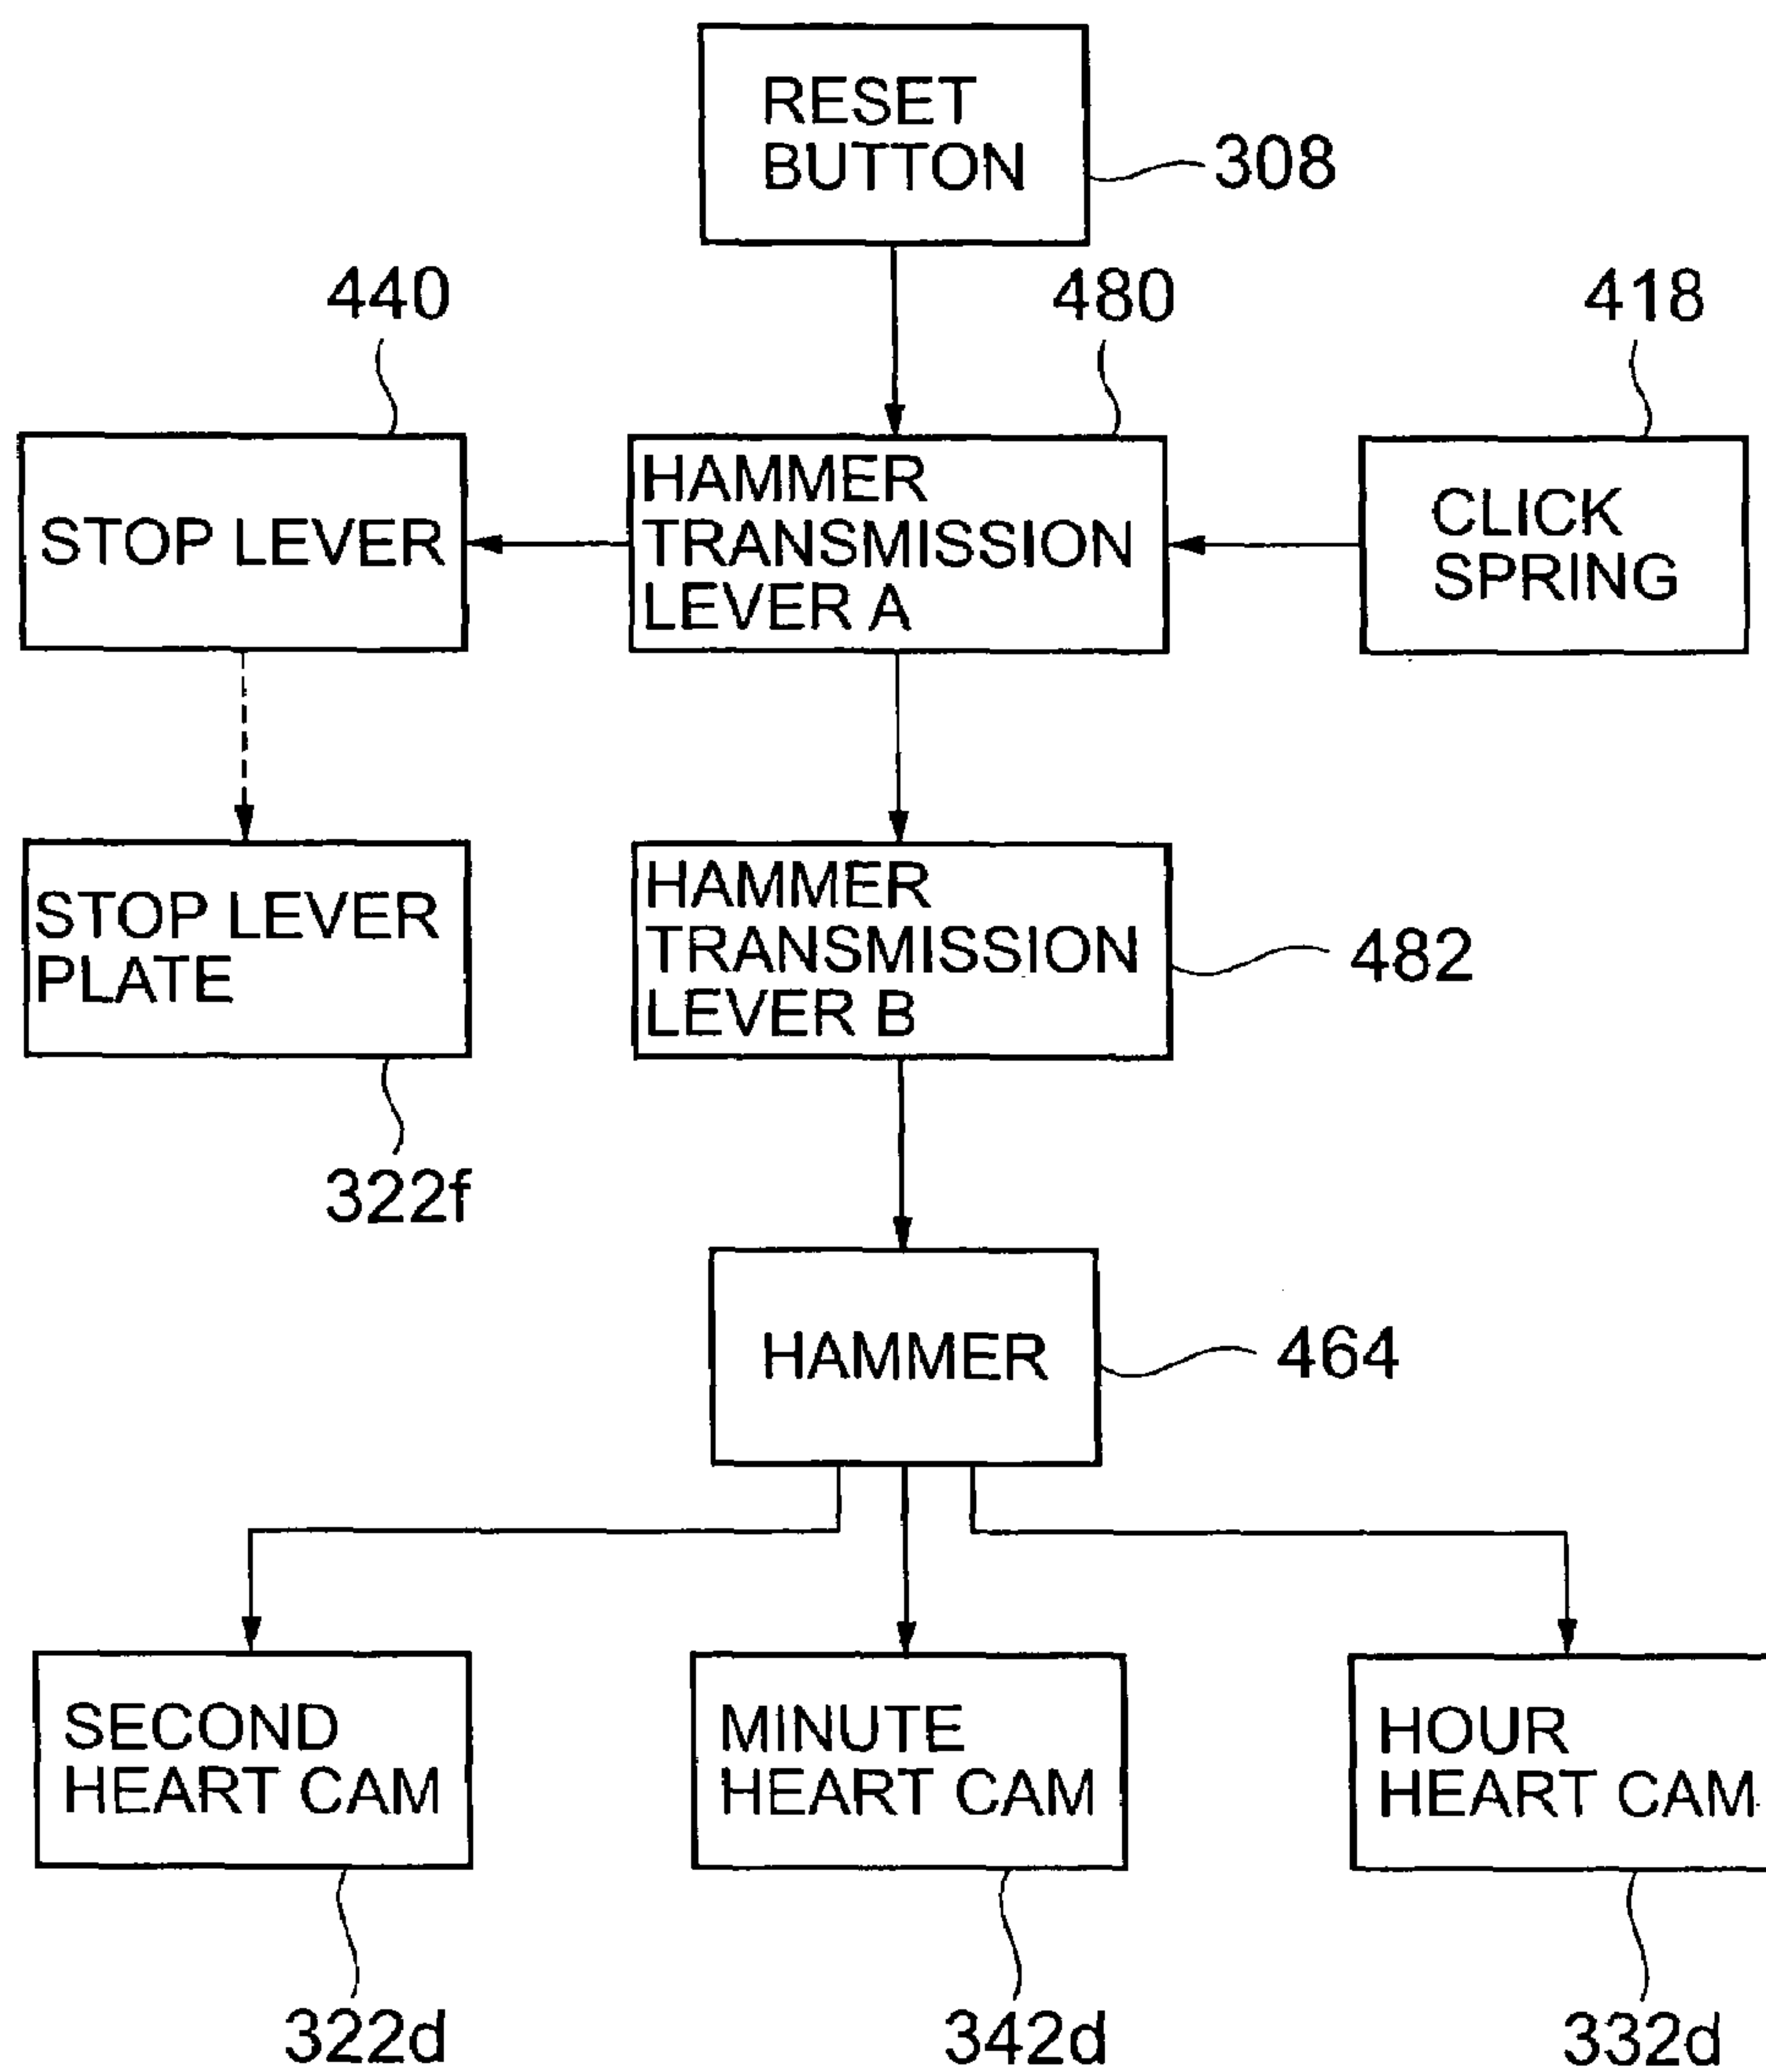 RESET
BUTTON
308
440
480
418
STOP LEVER
HAMMER
TRANSMISSION
LEVER A
CLICK
SPRING
STOP LEVER
PLATE
HAMMER
TRANSMISSION
LEVER B
482
322f
HAMMER
464
SECOND
HEART CAM
MINUTE
HEART CAM
HOUR
HEART CAM
322d
342d
332d